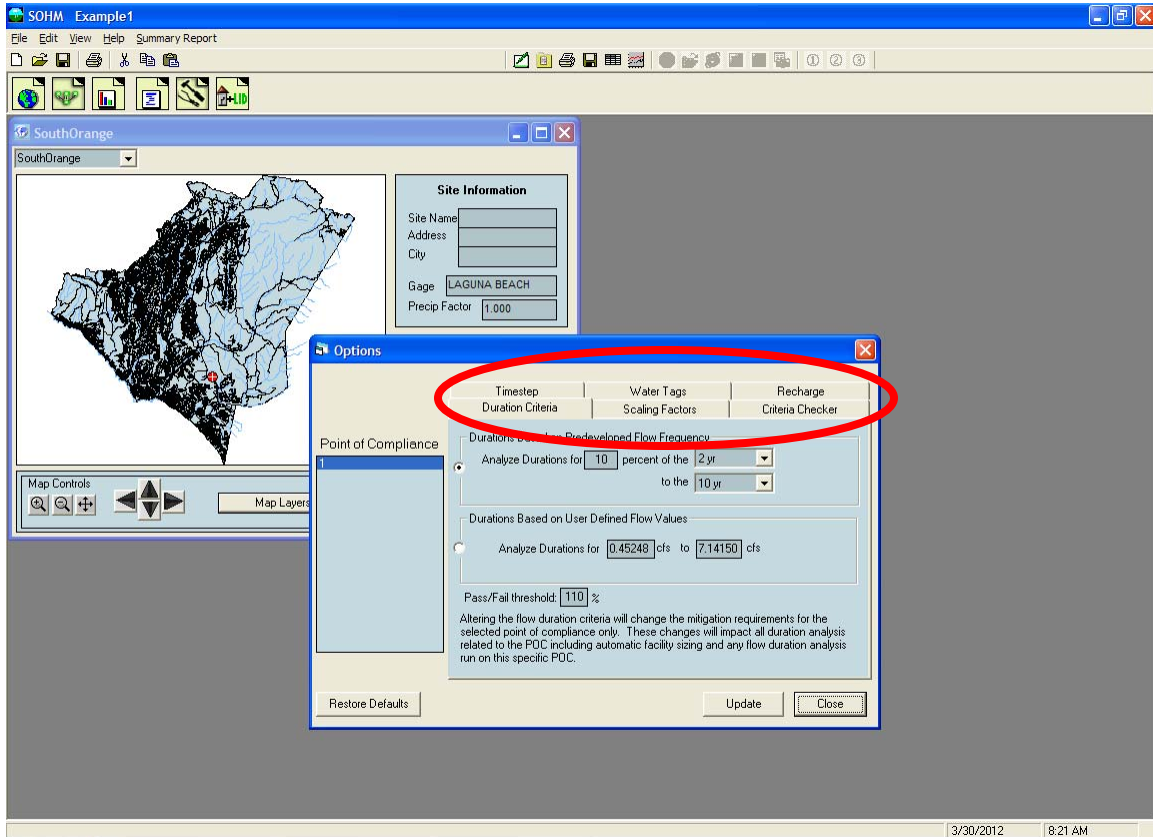 SOHM Example1
File Edit View Help Summary Report
+LID
SouthOrange
SouthOrange
Site Information
Site Name
Address
City
Gage LAGUNA BEACH
Precip Factor 1.000
Map Controls
Map Layers
Options
Timestep Water Tags Recharge
Duration Criteria Scaling Factors Criteria Checker
Point of Compliance
1
Durations Based on Predeveloped Flow Frequency
Analyze Durations for 10 percent of the 2 yr
to the 10 yr
Durations Based on User Defined Flow Values
Analyze Durations for 0.45248 cfs to 7.14150 cfs
Pass/Fail threshold: 110 %
Altering the flow duration criteria will change the mitigation requirements for the
selected point of compliance only. These changes will impact all duration analysis
related to the POC including automatic facility sizing and any flow duration analysis
run on this specific POC.
Restore Defaults Update Close
3/30/2012 8:21 AM